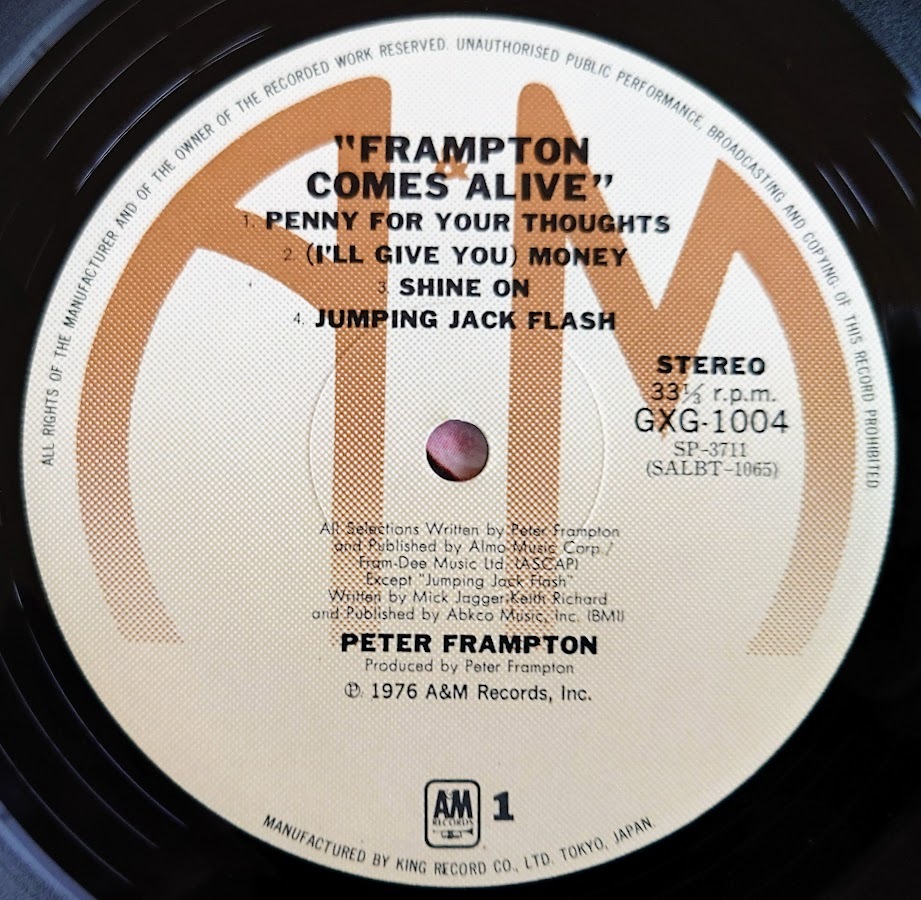 ALL RIGHTS OF THE MANUFACTURER AND OF THE OWNER OF THE RECORDED WORK RESERVED. UNAUTHORISED PUBLIC PERFORMANCE, BROADCASTING AND COPYING OF THIS RECORD PROHIBITED
"FRAMPTON
COMES ALIVE"
1. PENNY FOR YOUR THOUGHTS
2. (I'LL GIVE YOU) MONEY
3. SHINE ON
4. JUMPING JACK FLASH
STEREO
33⅓ r.p.m.
GXG-1004
SP-3711
(SALBT-1065)
All Selections Written by Peter Frampton
and Published by Almo Music Corp./
Fram-Dee Music Ltd. (ASCAP)
Except "Jumping Jack Flash"
Written by Mick Jagger·Keith Richard
and Published by Abkco Music, Inc. (BMI)
PETER FRAMPTON
Produced by Peter Frampton
Ⓟ 1976 A&M Records, Inc.
A&M RECORDS
1
MANUFACTURED BY KING RECORD CO., LTD. TOKYO, JAPAN.